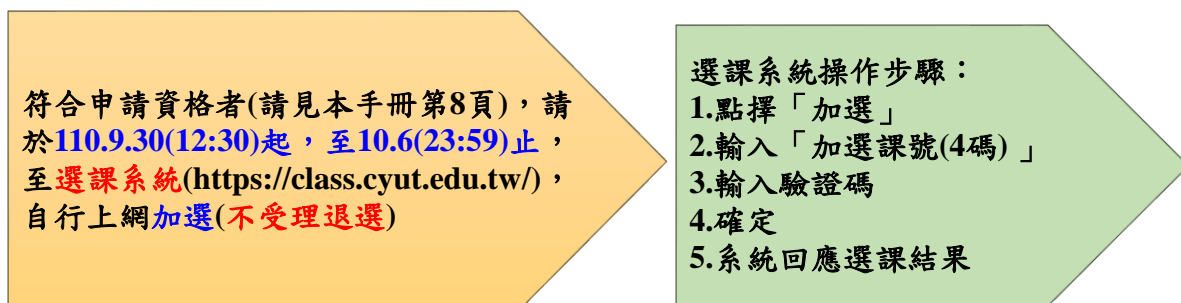 符合申請資格者(請見本手冊第8頁)，請
於110.9.30(12:30)起，至10.6(23:59)止，
至選課系統(https://class.cyut.edu.tw/)，
自行上網加選(不受理退選)
選課系統操作步驟：
1.點擇「加選」
2.輸入「加選課號(4碼) 」
3.輸入驗證碼
4.確定
5.系統回應選課結果